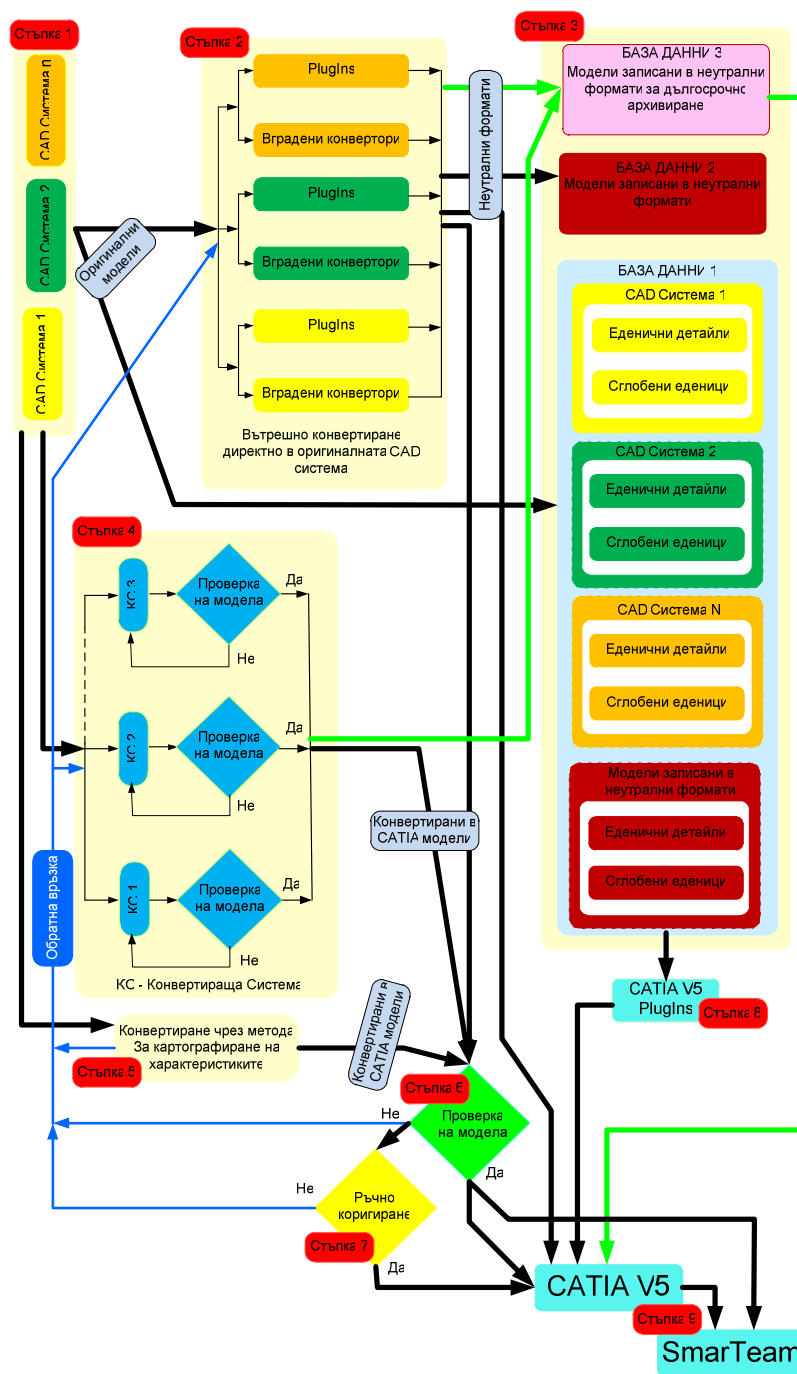 Стъпка 1
CAD Система n
CAD Система 2
CAD Система 1
Оригинални
модели
Стъпка 2
PlugIns
Вградени конвертори
PlugIns
Вградени конвертори
PlugIns
Вградени конвертори
Вътрешно конвертиране
директно в оригиналната CAD
система
Неутрални формати
Стъпка 3
БАЗА ДАННИ 3
Модели записани в неутрални
формати за дългосрочно
архивиране
БАЗА ДАННИ 2
Модели записани в неутрални
формати
БАЗА ДАННИ 1
CAD Система 1
Еденични детайли
Сглобени еденици
CAD Система 2
Еденични детайли
Сглобени еденици
CAD Система N
Еденични детайли
Сглобени еденици
Модели записани в
неутрални формати
Еденични детайли
Сглобени еденици
Стъпка 4
КС 3
Проверка
на модела
Да
Не
КС 2
Проверка
на модела
Да
Не
КС 1
Проверка
на модела
Да
Не
КС - Конвертираща Система
Обратна връзка
Конвертирани в
CATIA модели
Конвертиране чрез метода
За картографиране на
характеристиките
Стъпка 5
Конвертирани в
CATIA модели
CATIA V5
PlugIns
Стъпка 8
Стъпка 6
Проверка
на модела
Не
Да
Ръчно
коригиране
Не
Стъпка 7
Да
CATIA V5
Стъпка 9
SmarTeam